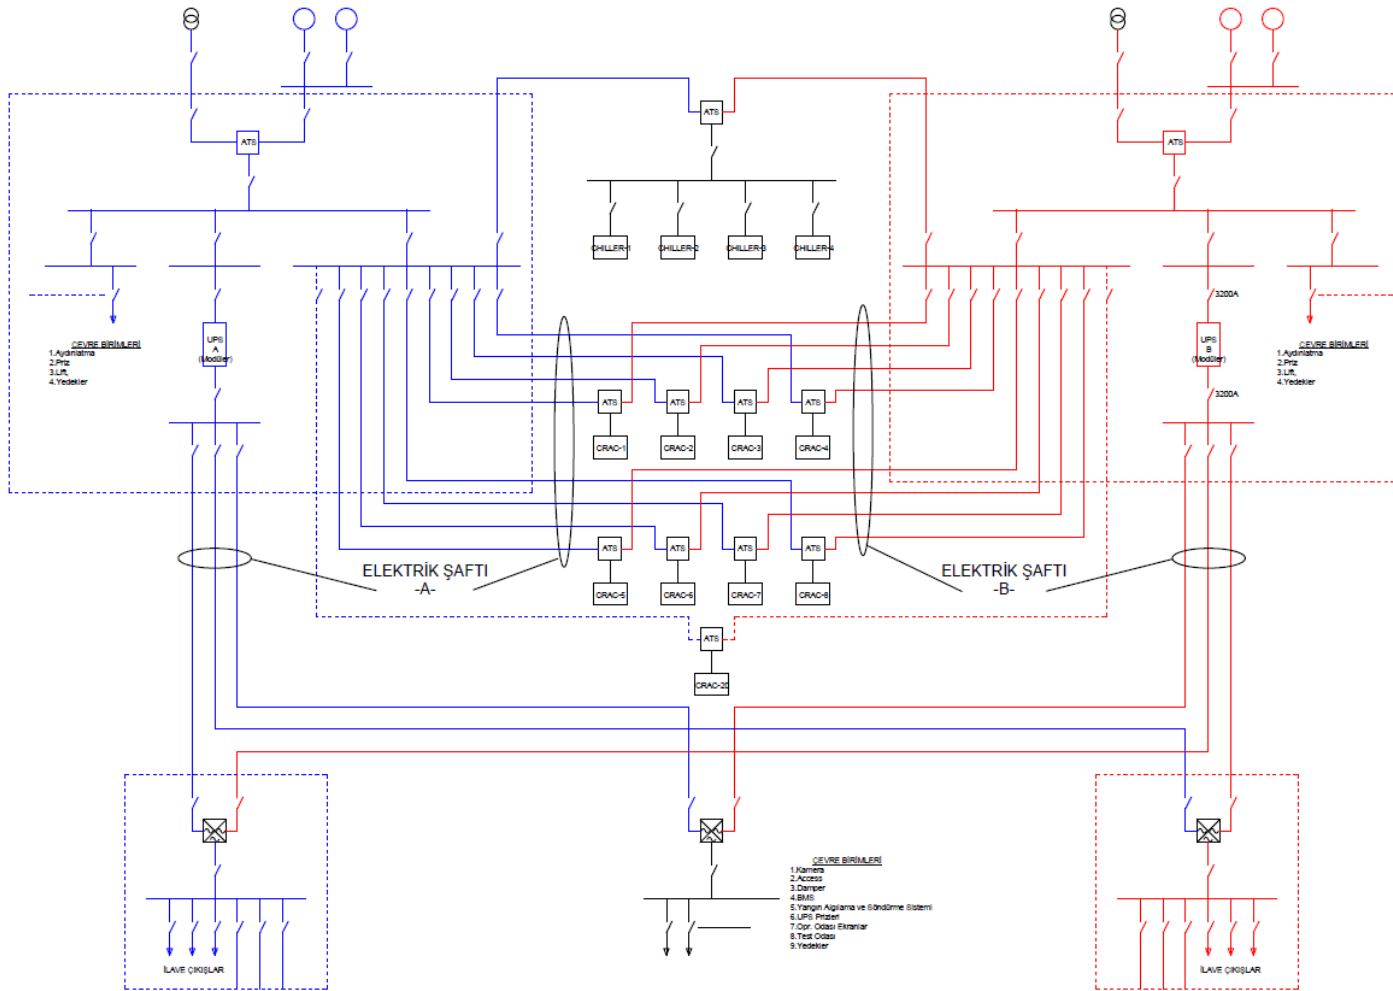 ATS
ATS
ATS
CHILLER-1
CHILLER-2
CHILLER-3
CHILLER-4
3200A
UPS
A
(Modüler)
UPS
B
(Modüler)
ÇEVRE BİRİMLERİ
1.Aydınlatma
2.Priz
3.Lift,
4.Yedekler
ÇEVRE BİRİMLERİ
1.Aydınlatma
2.Priz
3.Lift,
4.Yedekler
3200A
ATS
ATS
ATS
ATS
CRAC-1
CRAC-2
CRAC-3
CRAC-4
ATS
ATS
ATS
ATS
ELEKTRİK ŞAFTI
-A-
ELEKTRİK ŞAFTI
-B-
CRAC-5
CRAC-6
CRAC-7
CRAC-8
ATS
CRAC-20
ÇEVRE BİRİMLERİ
1.Kamera
2.Access
3.Damper
4.BMS
5.Yangın Algılama ve Söndürme Sistemi
6.UPS Prizleri
7.Opr. Odası Ekranlar
8.Test Odası
9.Yedekler
İLAVE ÇIKIŞLAR
İLAVE ÇIKIŞLAR